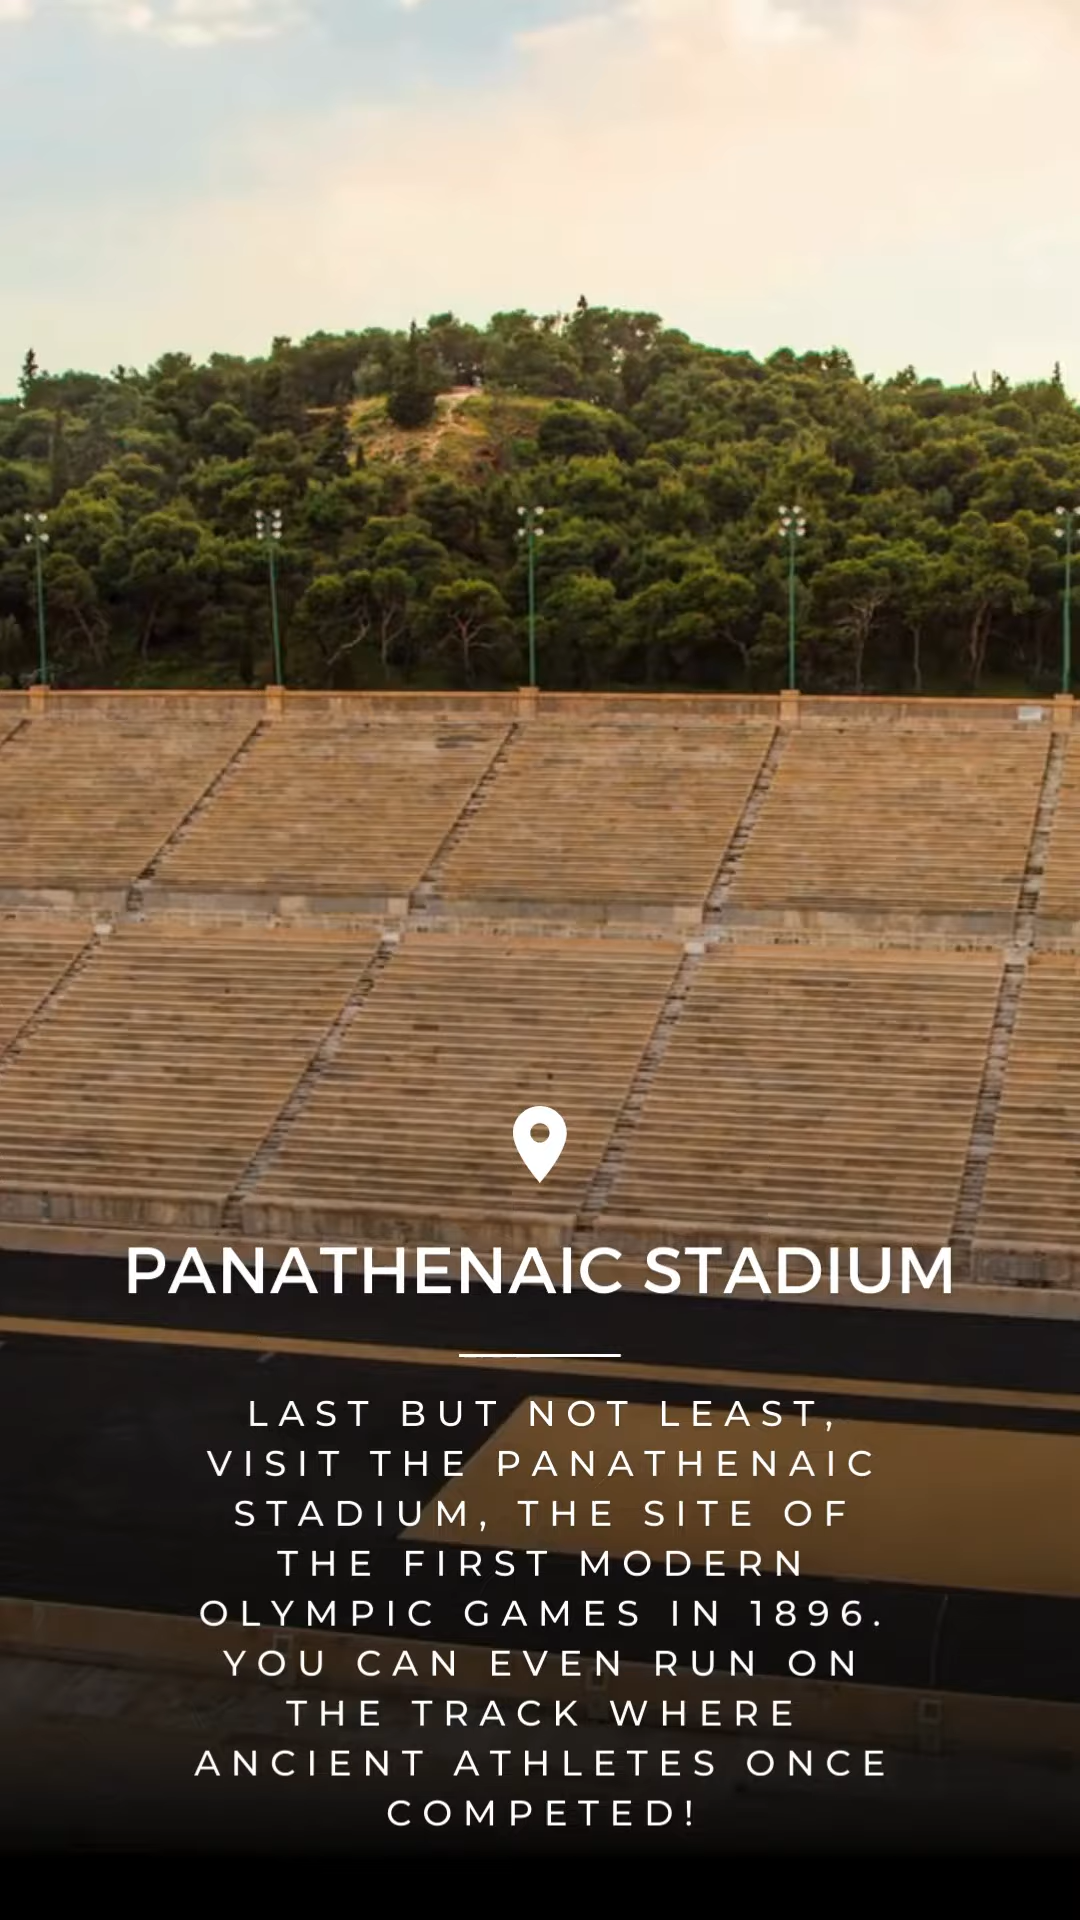 PANATHENAIC STADIUM
LAST BUT NOT LEAST,
VISIT THE PANATHENAIC
STADIUM, THE SITE OF
THE FIRST MODERN
OLYMPIC GAMES IN 1896.
YOU CAN EVEN RUN ON
THE TRACK WHERE
ANCIENT ATHLETES ONCE
COMPETED!